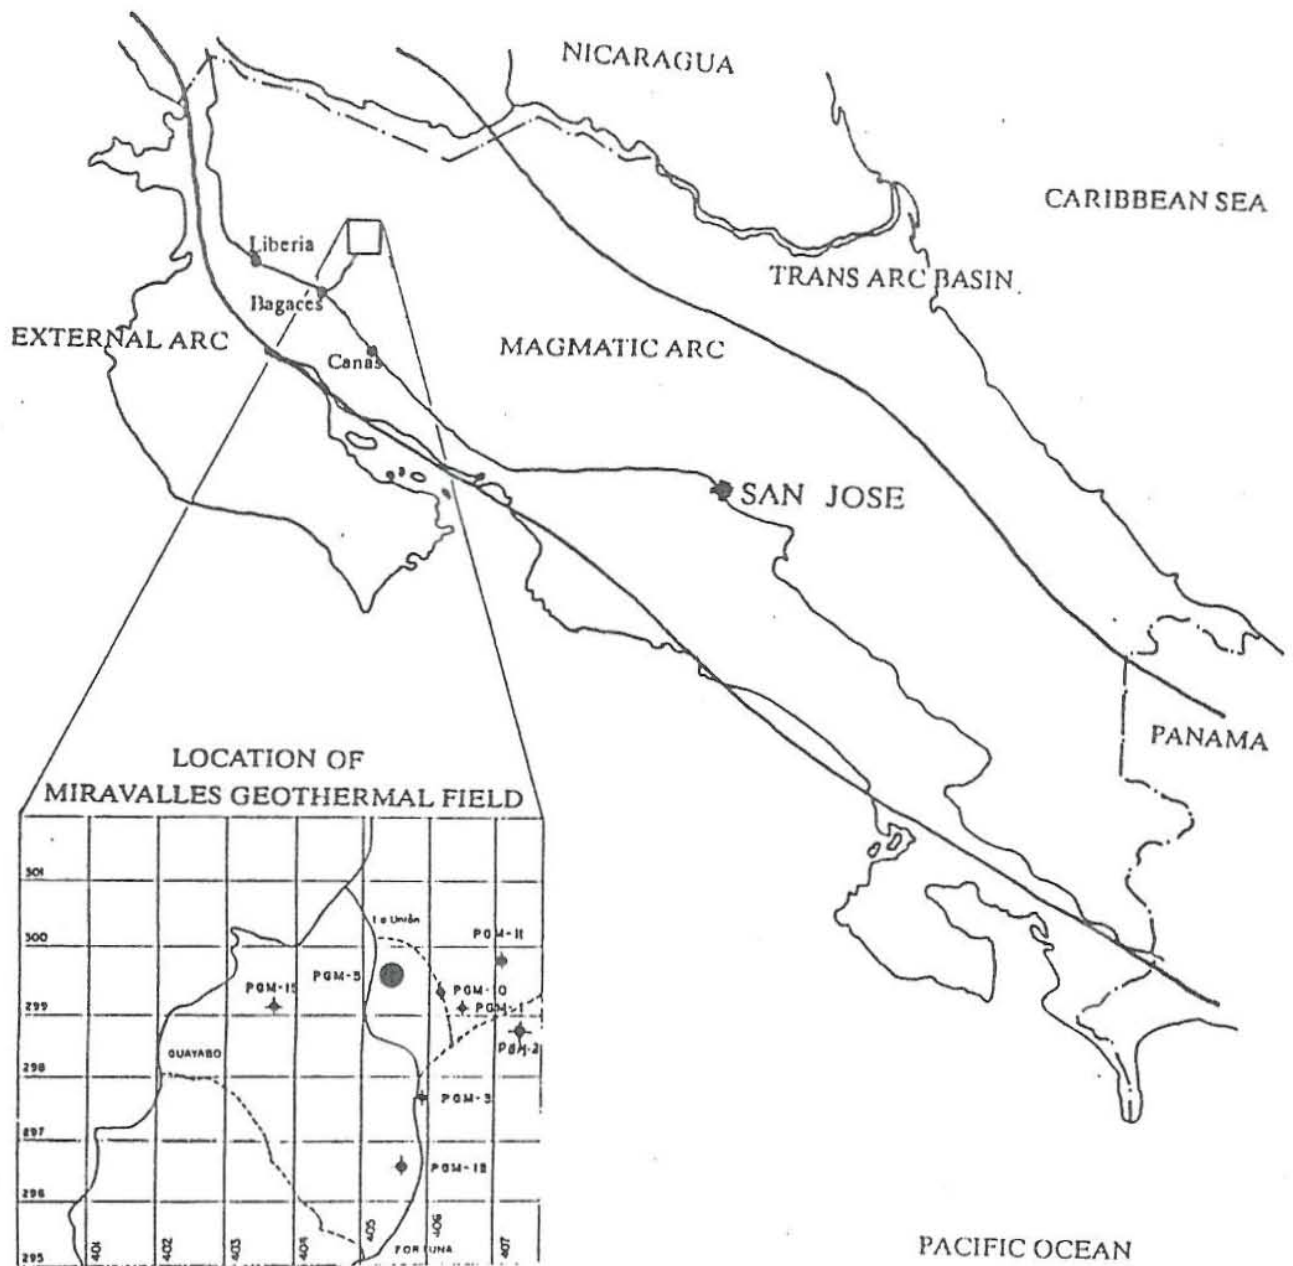 NICARAGUA
CARIBBEAN SEA
Liberia
TRANS ARC BASIN
Bagaces
EXTERNAL ARC
MAGMATIC ARC
Canas
SAN JOSE
PANAMA
LOCATION OF
MIRAVALLES GEOTHERMAL FIELD
301
La Unión
300
PGM-11
PGM-5
PGM-10
299
PGM-1
PGM-2
GUAYABO
298
PGM-3
297
PGM-12
296
295
401
402
403
404
405
406
407
FORTUNA
PACIFIC OCEAN